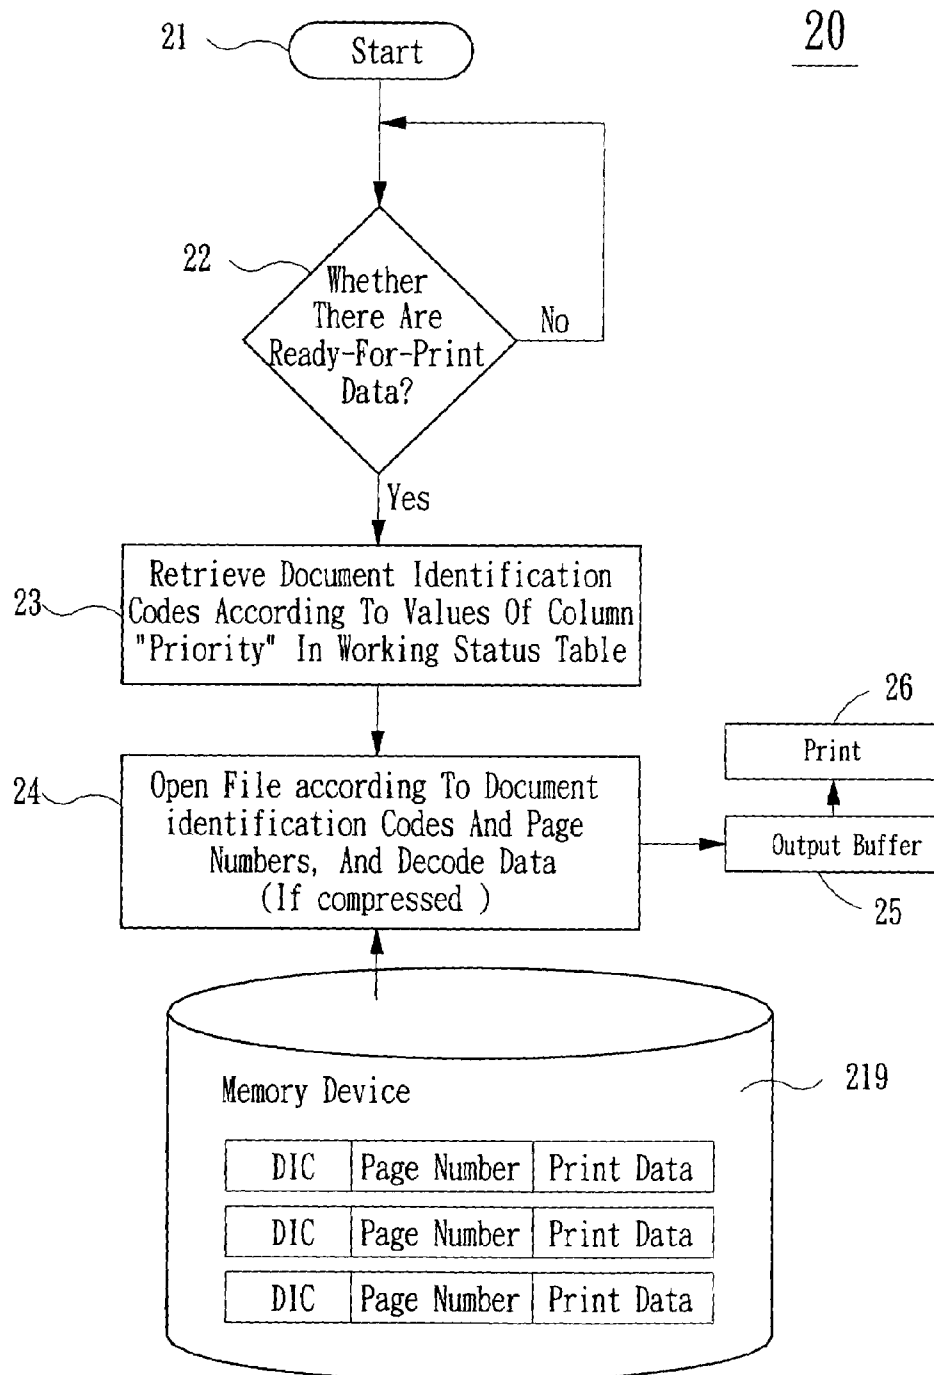 20
21
Start
22
Whether
There Are
Ready-For-Print
Data?
No
Yes
23
Retrieve Document Identification
Codes According To Values Of Column
"Priority" In Working Status Table
24
Open File according To Document
identification Codes And Page
Numbers, And Decode Data
(If compressed )
26
Print
Output Buffer
25
219
Memory Device
DIC Page Number Print Data
DIC Page Number Print Data
DIC Page Number Print Data